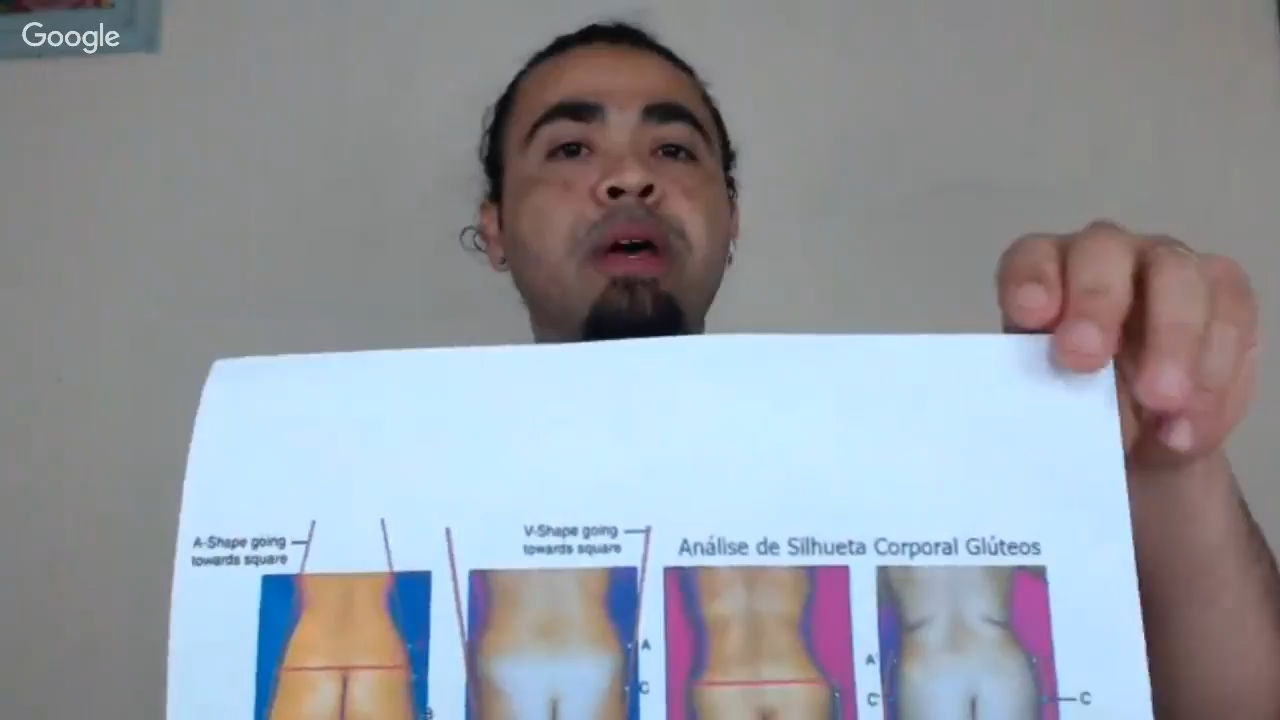 Google
A-Shape going
towards square
V-Shape going
towards square
Análise de Silhueta Corporal Glúteos
A
C
A'
C'
C
B